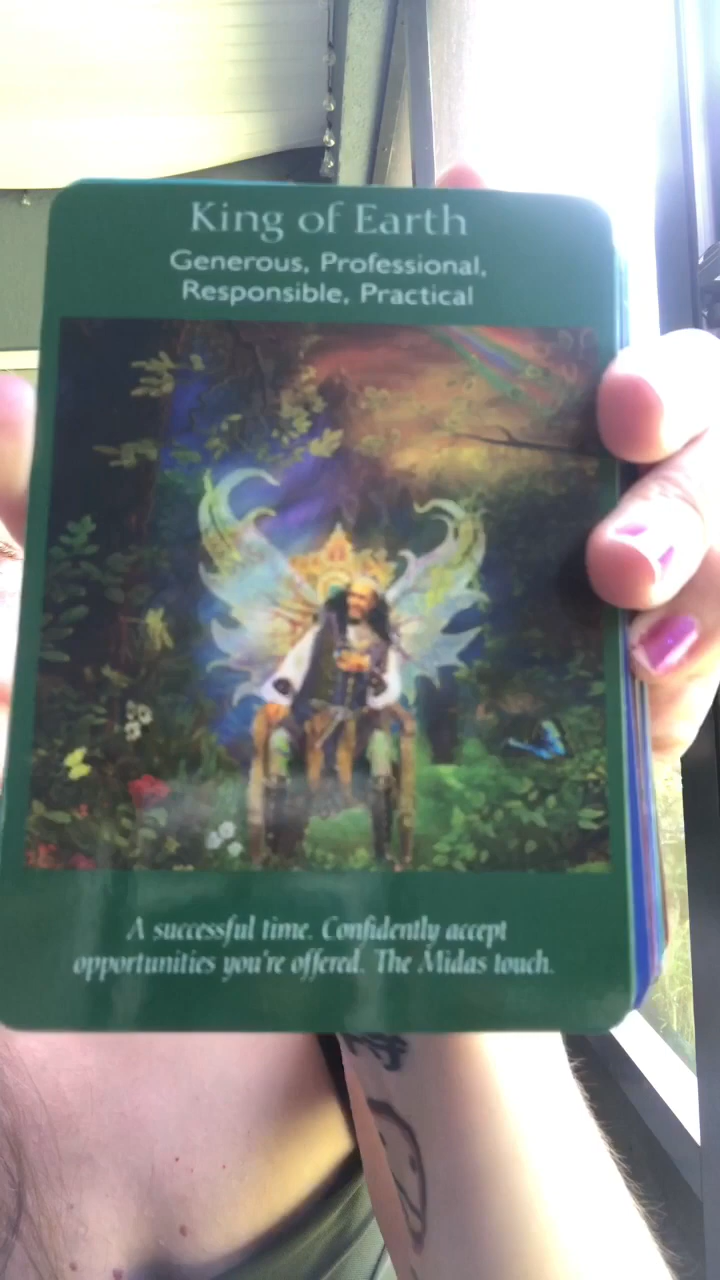 King of Earth
Generous, Professional,
Responsible, Practical
A successful time. Confidently accept
opportunities you're offered. The Midas touch.